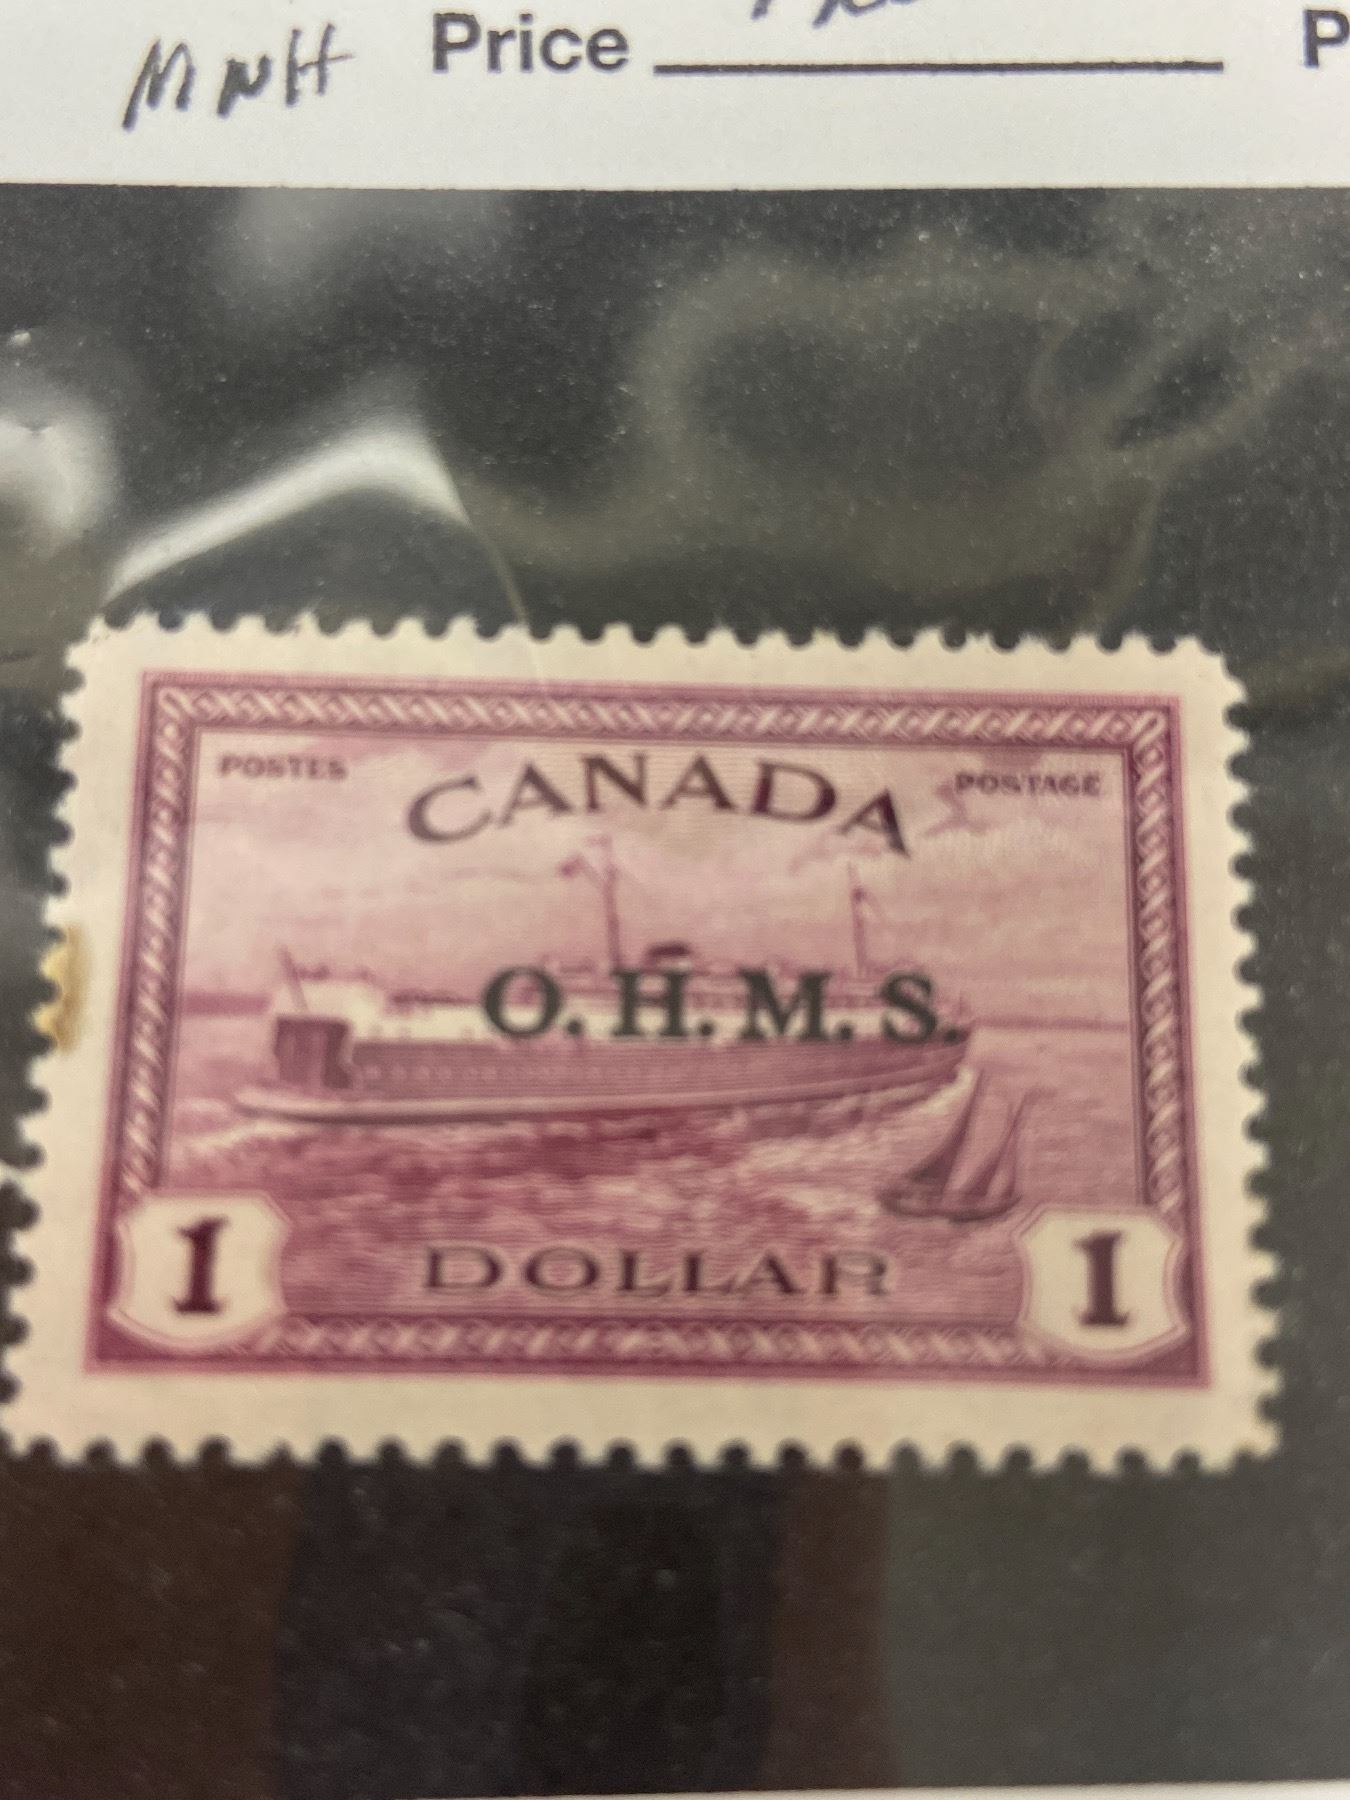 MNH Price
POSTES CANADA POSTAGE
O.H.M.S.
1 DOLLAR 1